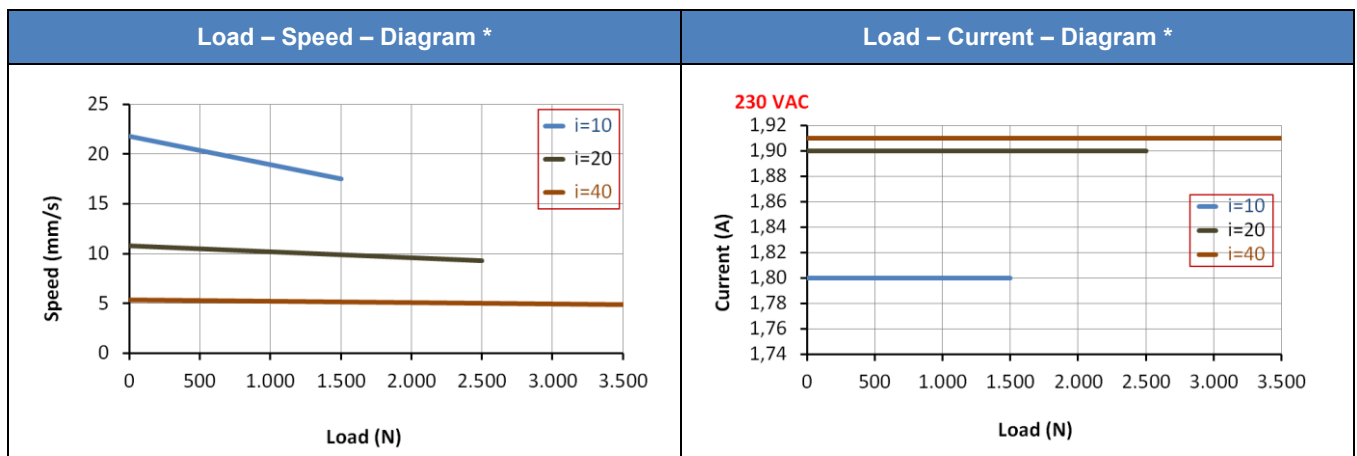 Load – Speed – Diagram *
Load – Current – Diagram *
25
20
15
10
5
0
Speed (mm/s)
i=10
i=20
i=40
0 500 1.000 1.500 2.000 2.500 3.000 3.500
Load (N)
230 VAC
1,92
1,90
1,88
1,86
1,84
1,82
1,80
1,78
1,76
1,74
Current (A)
i=10
i=20
i=40
0 500 1.000 1.500 2.000 2.500 3.000 3.500
Load (N)